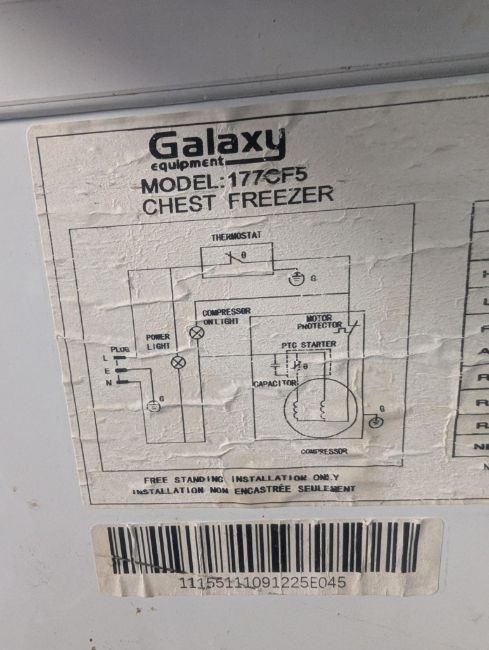 Galaxy
equipment
MODEL:177CF5
CHEST FREEZER
THERMOSTAT
θ
G
COMPRESSOR
ON LIGHT
MOTOR
PROTECTOR
POWER
LIGHT
PLUG
L
E
N
G
PTC STARTER
θ
CAPACITOR
G
COMPRESSOR
FREE STANDING INSTALLATION ONLY
INSTALLATION NON ENCASTRÉE SEULEMENT
11155111091225E045
H
L
R
A
R
R
R